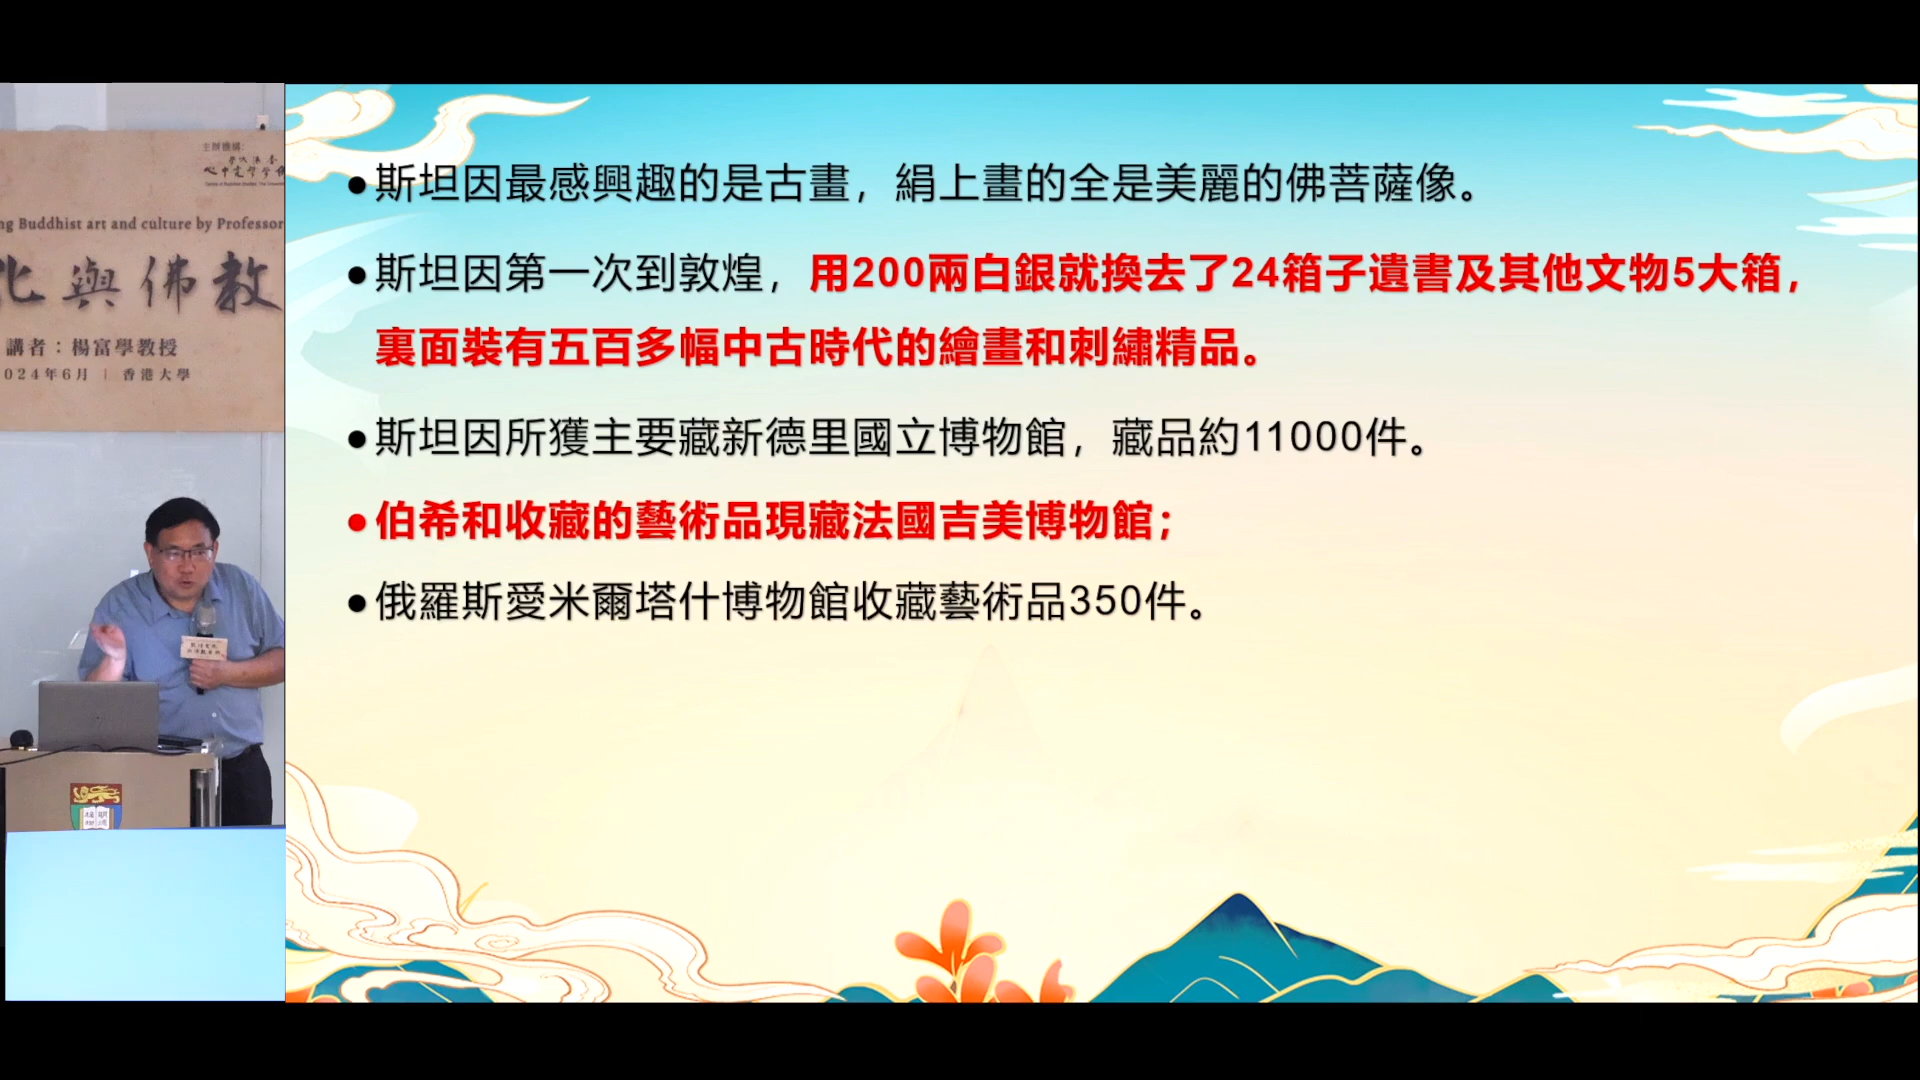 主辦機構:
ng Buddhist art and culture by Professor
化與佛教
講者：楊富學教授
024年6月 | 香港大學
●斯坦因最感興趣的是古畫，絹上畫的全是美麗的佛菩薩像。
●斯坦因第一次到敦煌，用200兩白銀就換去了24箱子遺書及其他文物5大箱，
裏面裝有五百多幅中古時代的繪畫和刺繡精品。
●斯坦因所獲主要藏新德里國立博物館，藏品約11000件。
●伯希和收藏的藝術品現藏法國吉美博物館；
●俄羅斯愛米爾塔什博物館收藏藝術品350件。